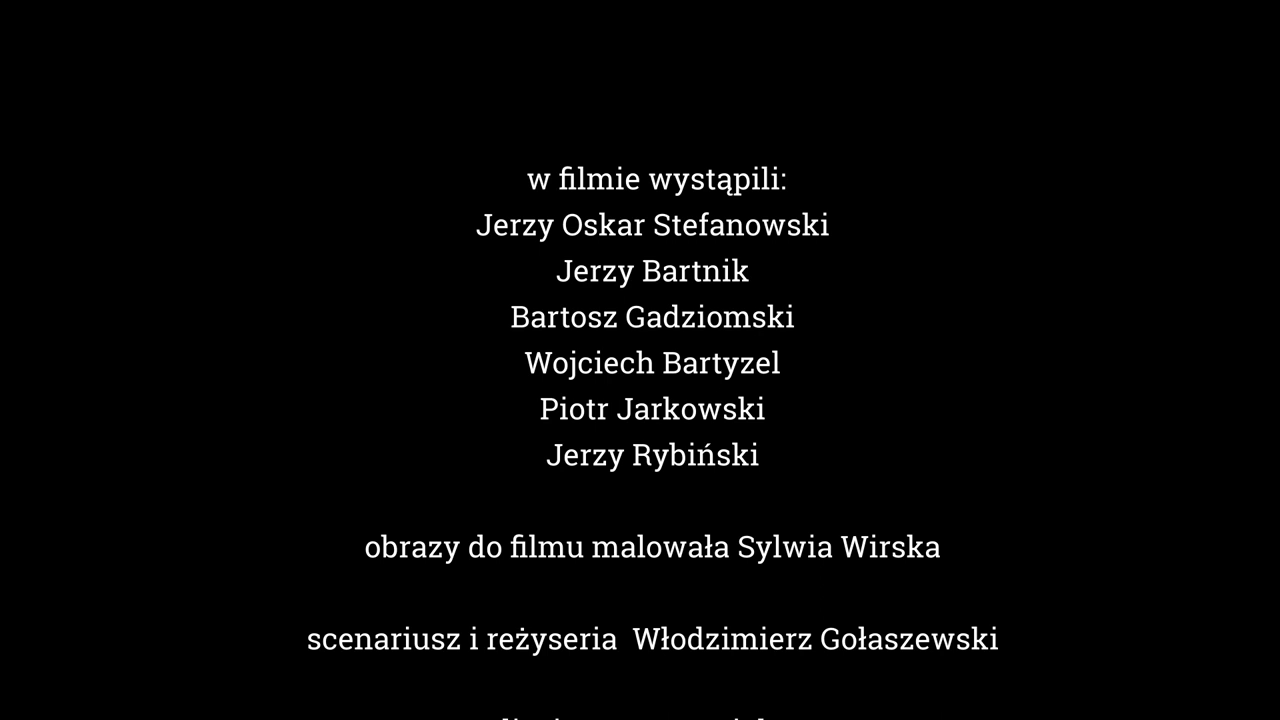 w filmie wystąpili:
Jerzy Oskar Stefanowski
Jerzy Bartnik
Bartosz Gadziomski
Wojciech Bartyzel
Piotr Jarkowski
Jerzy Rybiński
obrazy do filmu malowała Sylwia Wirska
scenariusz i reżyseria  Włodzimierz Gołaszewski